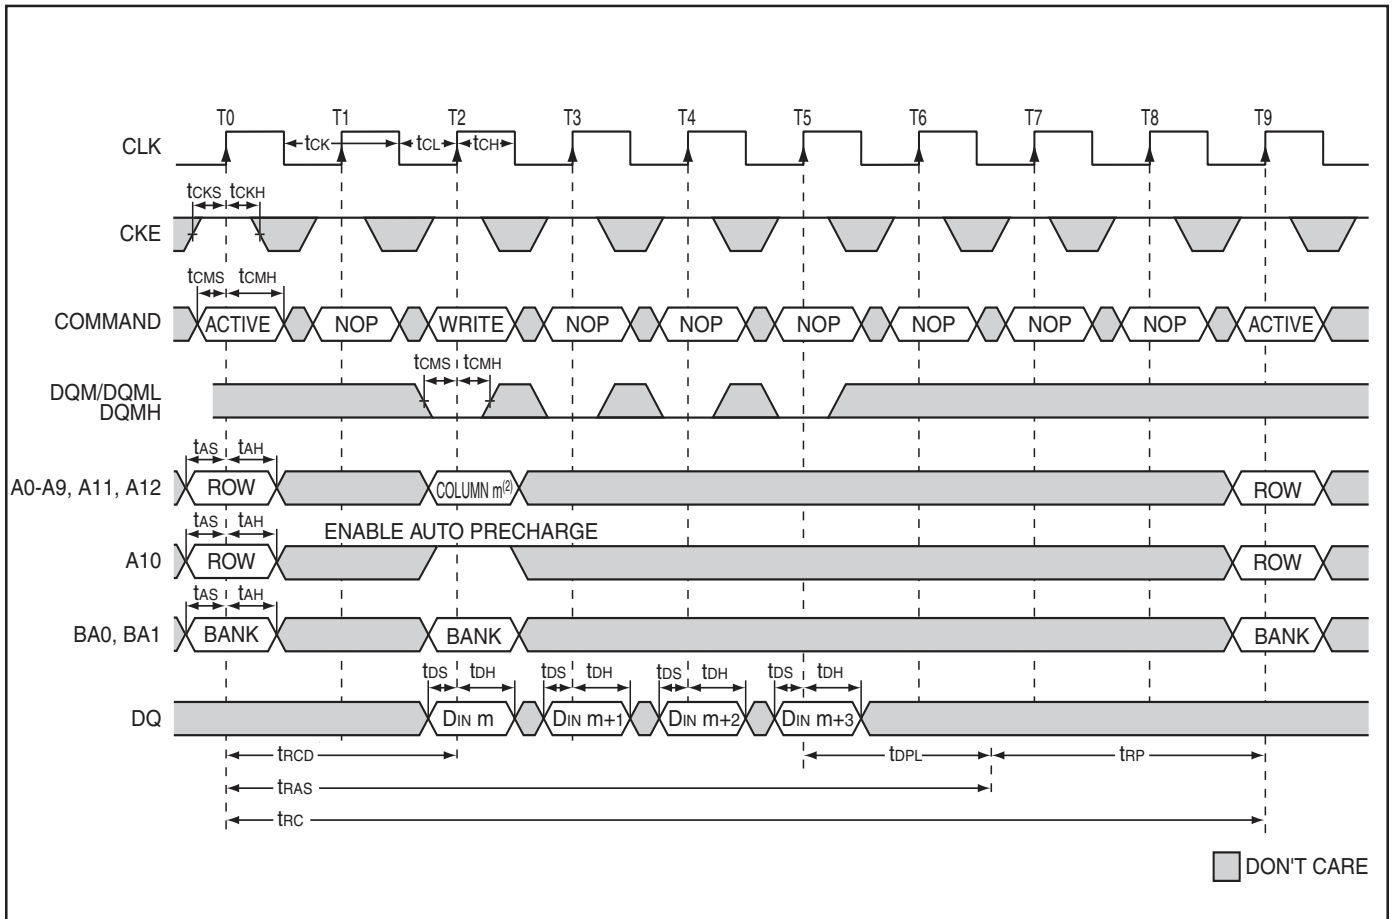 T0 T1 T2 T3 T4 T5 T6 T7 T8 T9
CLK
tCK tCL tCH
tCKS tCKH
CKE
tCMS tCMH
COMMAND ACTIVE NOP WRITE NOP NOP NOP NOP NOP NOP ACTIVE
tCMS tCMH
DQM/DQML
DQMH
tAS tAH
A0-A9, A11, A12 ROW COLUMN m(2) ROW
tAS tAH
ENABLE AUTO PRECHARGE
A10 ROW ROW
tAS tAH
BA0, BA1 BANK BANK BANK
tDS tDH tDS tDH tDS tDH tDS tDH
DQ DIN m DIN m+1 DIN m+2 DIN m+3
tRCD tDPL tRP
tRAS
tRC
DON'T CARE